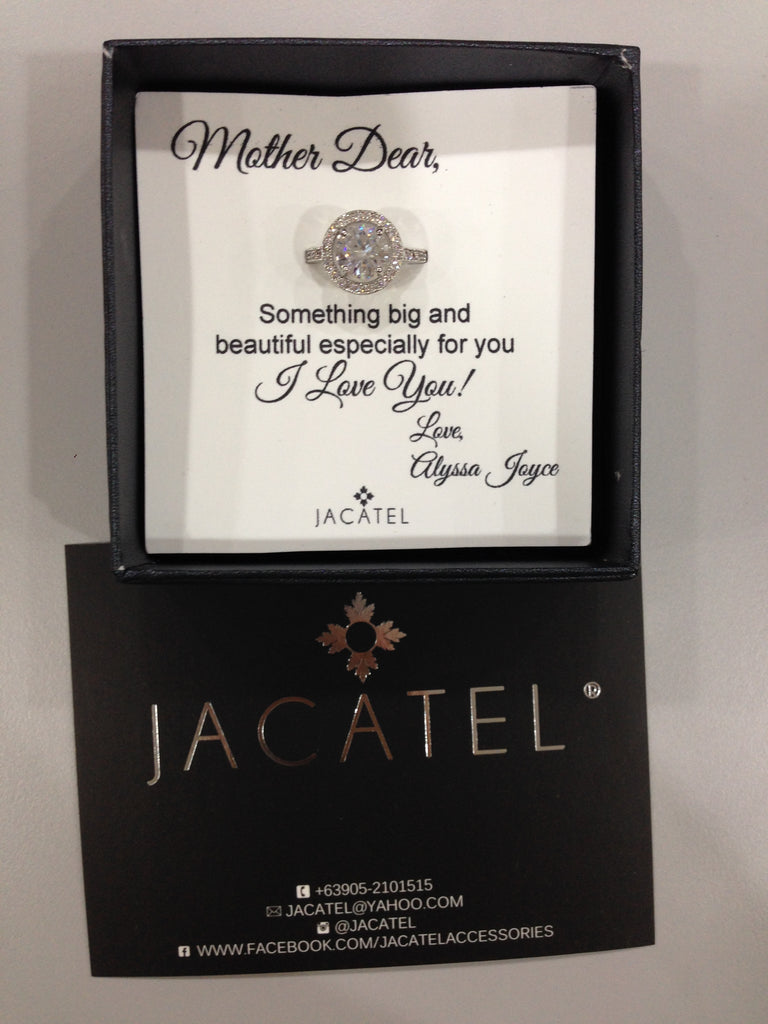 Mother Dear,
Something big and
beautiful especially for you
I Love You!
Love,
Alyssa Joyce
JACATEL
JACATEL ®
+63905-2101515
JACATEL@YAHOO.COM
@JACATEL
WWW.FACEBOOK.COM/JACATELACCESSORIES